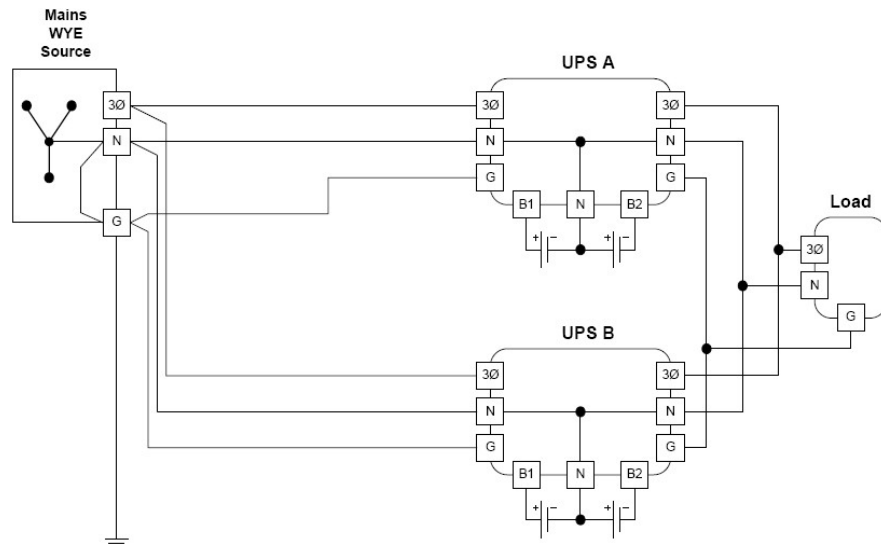 Mains
WYE
Source
UPS A
3Ø
3Ø
3Ø
N
N
N
G
G
B1
N
B2
Load
+
−
+
−
G
3Ø
N
G
UPS B
3Ø
3Ø
N
N
G
G
B1
N
B2
+
−
+
−